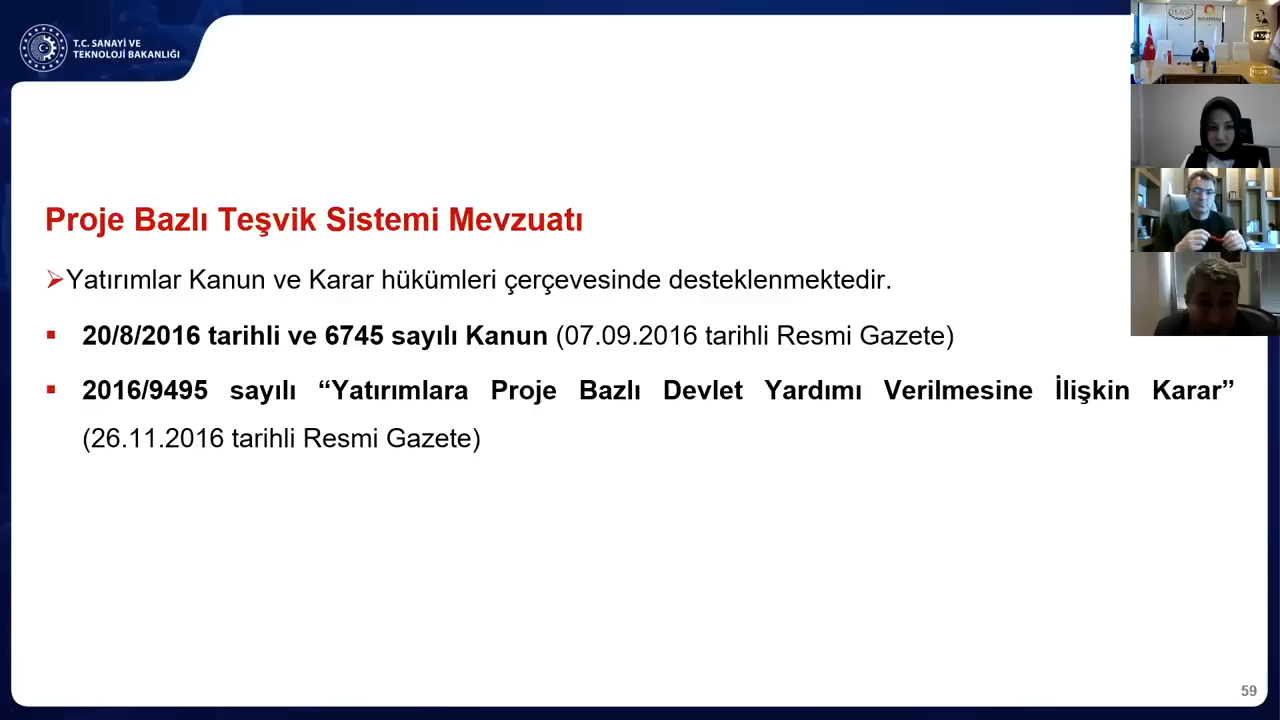 T.C. SANAYİ VE
TEKNOLOJİ BAKANLIĞI
Proje Bazlı Teşvik Sistemi Mevzuatı
Yatırımlar Kanun ve Karar hükümleri çerçevesinde desteklenmektedir.
20/8/2016 tarihli ve 6745 sayılı Kanun (07.09.2016 tarihli Resmi Gazete)
2016/9495 sayılı “Yatırımlara Proje Bazlı Devlet Yardımı Verilmesine İlişkin Karar”
(26.11.2016 tarihli Resmi Gazete)
59